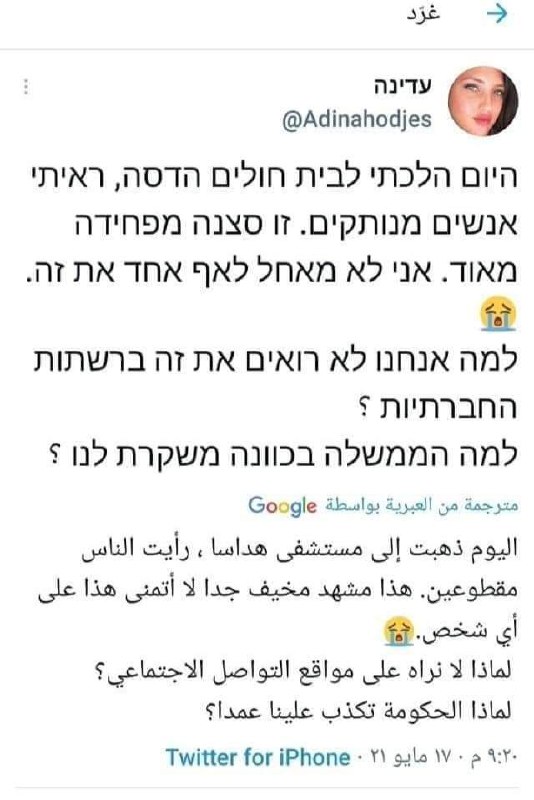 غرّد
עדינה
@Adinahodjes
היום הלכתי לבית חולים הדסה, ראיתי
אנשים מנותקים. זו סצנה מפחידה
מאוד. אני לא מאחל לאף אחד את זה.
😭
למה אנחנו לא רואים את זה ברשתות
החברתיות ؟
למה הממשלה בכוונה משקרת לנו ؟
مترجمة من العبرية بواسطة Google
اليوم ذهبت إلى مستشفى هداسا ، رأيت الناس
مقطوعين. هذا مشهد مخيف جدا لا أتمنى هذا على
أي شخص.😭
لماذا لا نراه على مواقع التواصل الاجتماعي؟
لماذا الحكومة تكذب علينا عمدا؟
٩:٢٠ م · ١٧ مايو ٢١ · Twitter for iPhone